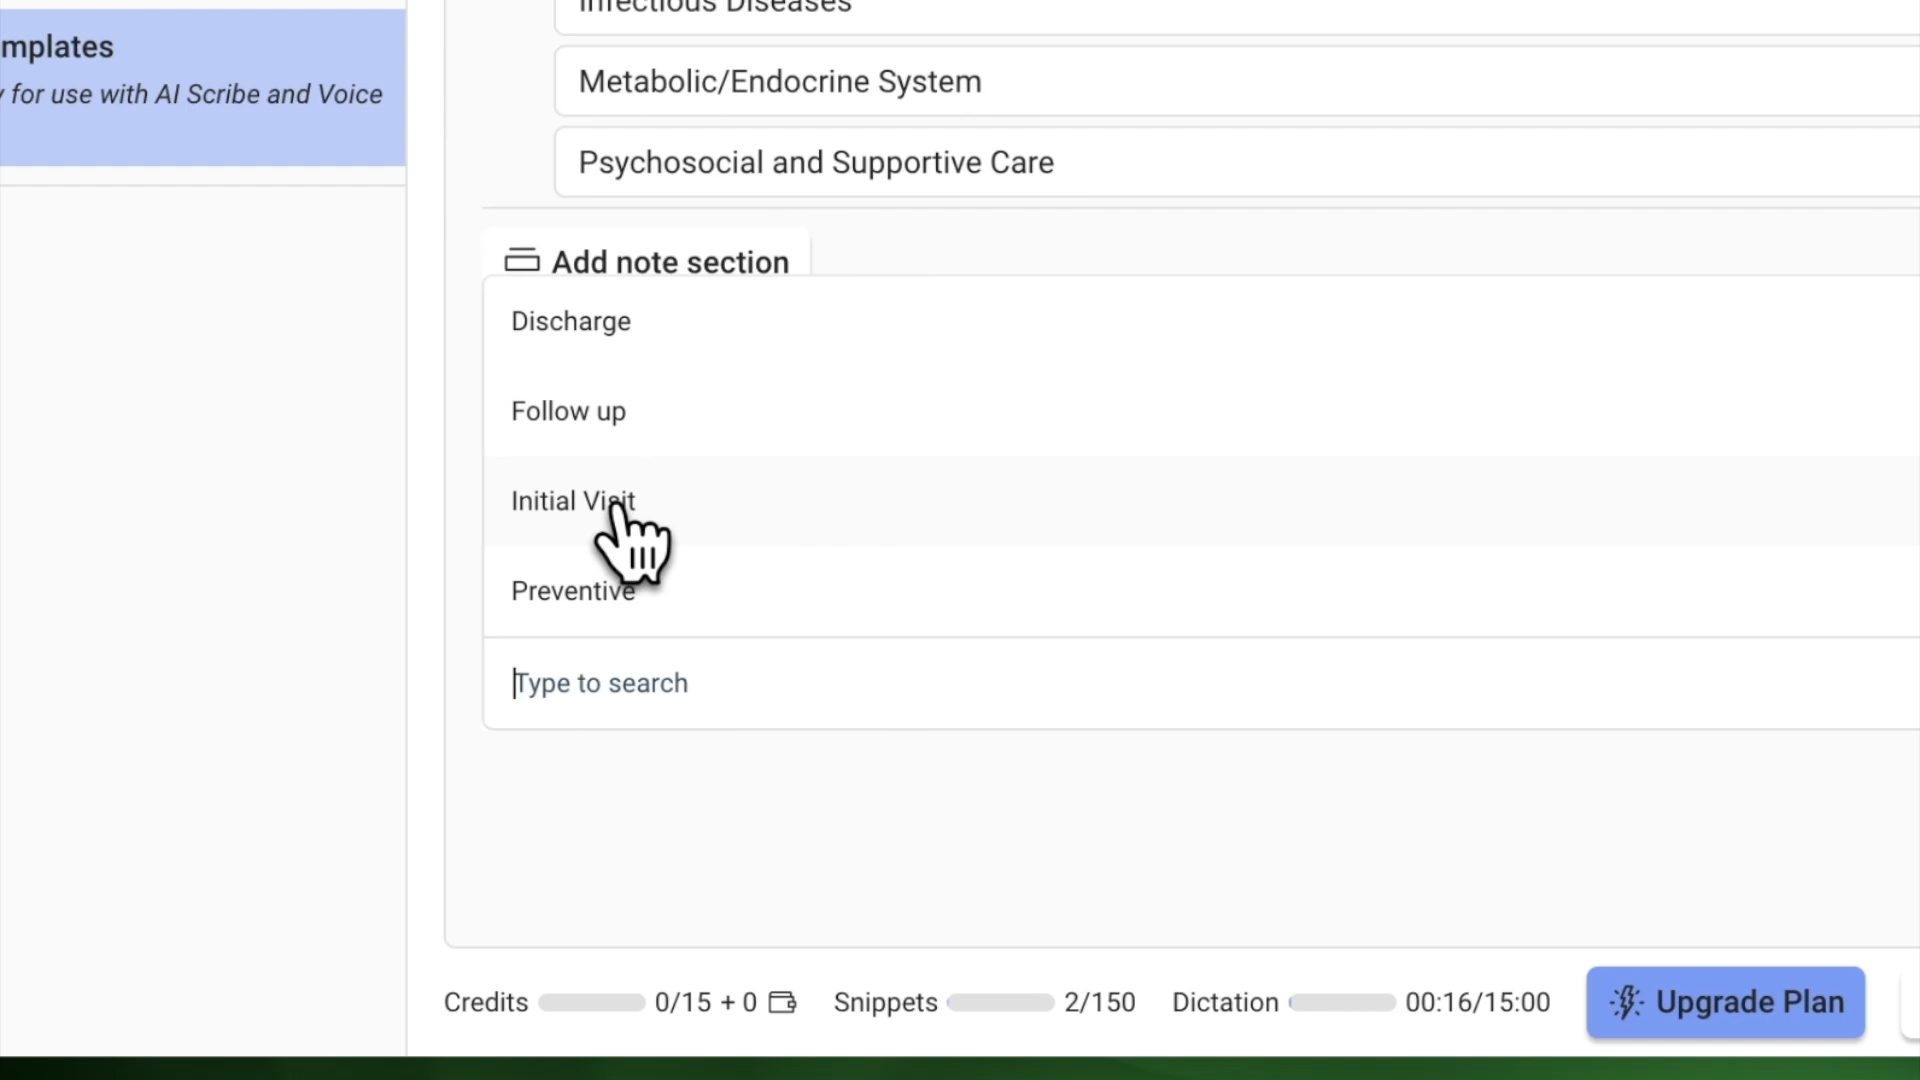 Infectious Diseases
mplates
Metabolic/Endocrine System
for use with AI Scribe and Voice
Psychosocial and Supportive Care
Add note section
Discharge
Follow up
Initial Visit
Preventive
Type to search
Credits 0/15 + 0 Snippets 2/150 Dictation 00:16/15:00 Upgrade Plan